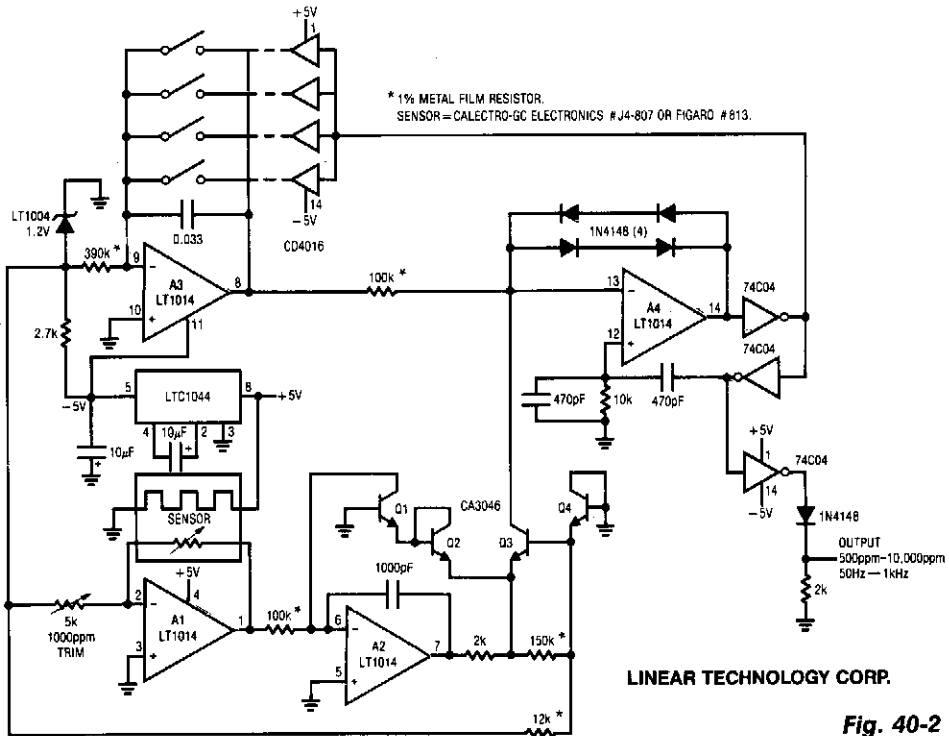 +5V
1
* 1% METAL FILM RESISTOR.
SENSOR = CALECTRO-GC ELECTRONICS #J4-807 OR FIGARO #813.
14
−5V
LT1004
1.2V
0.033
CD4016
1N4148 (4)
390k *
9
−
A3
LT1014
8
10
+
11
100k *
13
−
A4
LT1014
14
12
+
74C04
74C04
2.7k
−5V
5
LTC1044
8
+5V
4
2
3
10µF
+
10µF
+
470pF
10k
470pF
+5V
1
74C04
14
−5V
1N4148
OUTPUT
500ppm–10,000ppm
50Hz — 1kHz
2k
SENSOR
Q1
Q2
CA3046
Q3
Q4
+5V
4
2
−
A1
LT1014
1
3
+
5k
1000ppm
TRIM
100k *
1000pF
6
−
A2
LT1014
7
5
+
2k
150k *
12k *
LINEAR TECHNOLOGY CORP.
Fig. 40-2